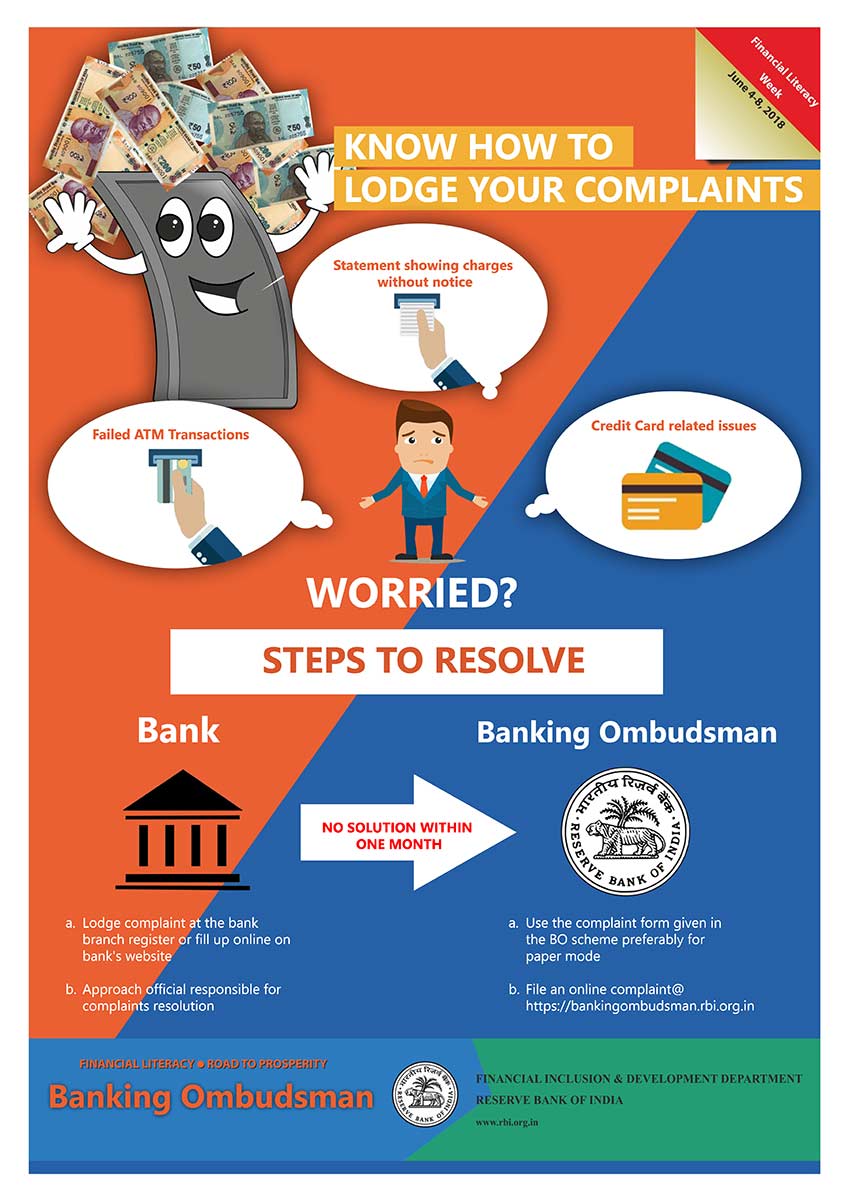 Financial Literacy
Week
June 4-8, 2018
KNOW HOW TO
LODGE YOUR COMPLAINTS
Statement showing charges
without notice
Failed ATM Transactions
Credit Card related issues
WORRIED?
STEPS TO RESOLVE
Bank
Banking Ombudsman
NO SOLUTION WITHIN
ONE MONTH
भारतीय रिज़र्व बैंक
RESERVE BANK OF INDIA
a. Lodge complaint at the bank
branch register or fill up online on
bank's website
b. Approach official responsible for
complaints resolution
a. Use the complaint form given in
the BO scheme preferably for
paper mode
b. File an online complaint@
https://bankingombudsman.rbi.org.in
FINANCIAL LITERACY ● ROAD TO PROSPERITY
Banking Ombudsman
भारतीय रिज़र्व बैंक
RESERVE BANK OF INDIA
FINANCIAL INCLUSION & DEVELOPMENT DEPARTMENT
RESERVE BANK OF INDIA
www.rbi.org.in